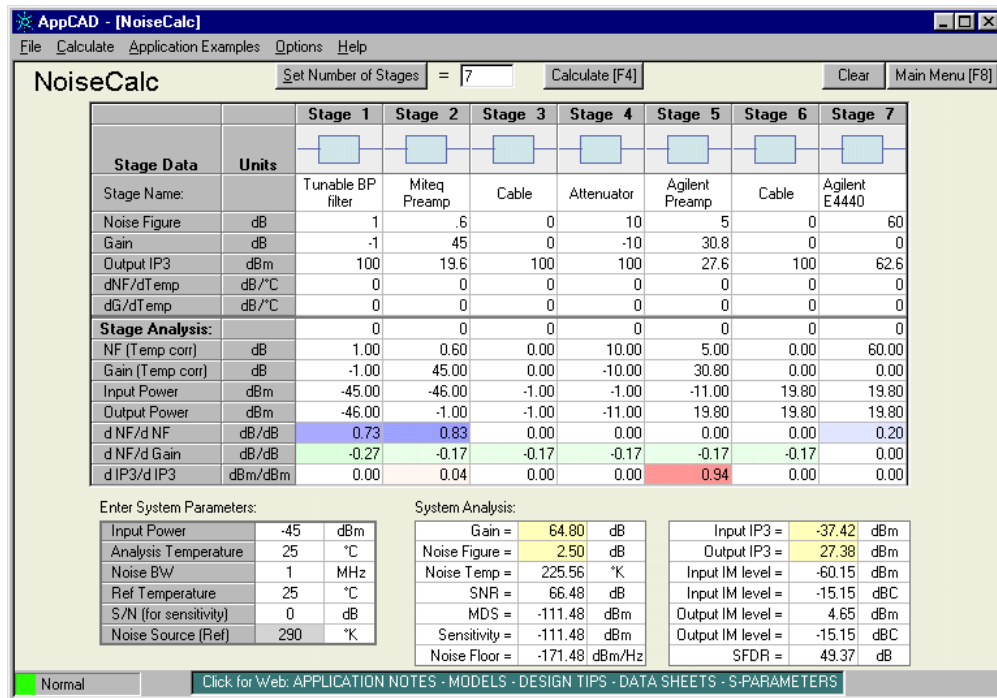 AppCAD - [NoiseCalc]
File Calculate Application Examples Options Help
NoiseCalc
Set Number of Stages = 7 Calculate [F4] Clear Main Menu [F8]
Stage 1 Stage 2 Stage 3 Stage 4 Stage 5 Stage 6 Stage 7
Stage Data Units
Stage Name: Tunable BP filter Miteq Preamp Cable Attenuator Agilent Preamp Cable Agilent E4440
Noise Figure dB 1 .6 0 10 5 0 60
Gain dB -1 45 0 -10 30.8 0 0
Output IP3 dBm 100 19.6 100 100 27.6 100 62.6
dNF/dTemp dB/°C 0 0 0 0 0 0 0
dG/dTemp dB/°C 0 0 0 0 0 0 0
Stage Analysis: 0 0 0 0 0 0 0
NF (Temp corr) dB 1.00 0.60 0.00 10.00 5.00 0.00 60.00
Gain (Temp corr) dB -1.00 45.00 0.00 -10.00 30.80 0.00 0.00
Input Power dBm -45.00 -46.00 -1.00 -1.00 -11.00 19.80 19.80
Output Power dBm -46.00 -1.00 -1.00 -11.00 19.80 19.80 19.80
d NF/d NF dB/dB 0.73 0.83 0.00 0.00 0.00 0.00 0.20
d NF/d Gain dB/dB -0.27 -0.17 -0.17 -0.17 -0.17 -0.17 0.00
d IP3/d IP3 dBm/dBm 0.00 0.04 0.00 0.00 0.94 0.00 0.00
Enter System Parameters: System Analysis:
Input Power -45 dBm Gain = 64.80 dB Input IP3 = -37.42 dBm
Analysis Temperature 25 °C Noise Figure = 2.50 dB Output IP3 = 27.38 dBm
Noise BW 1 MHz Noise Temp = 225.56 °K Input IM level = -60.15 dBm
Ref Temperature 25 °C SNR = 66.48 dB Input IM level = -15.15 dBC
S/N (for sensitivity) 0 dB MDS = -111.48 dBm Output IM level = 4.65 dBm
Noise Source (Ref) 290 °K Sensitivity = -111.48 dBm Output IM level = -15.15 dBC
Noise Floor = -171.48 dBm/Hz SFDR = 49.37 dB
Normal Click for Web: APPLICATION NOTES - MODELS - DESIGN TIPS - DATA SHEETS - S-PARAMETERS